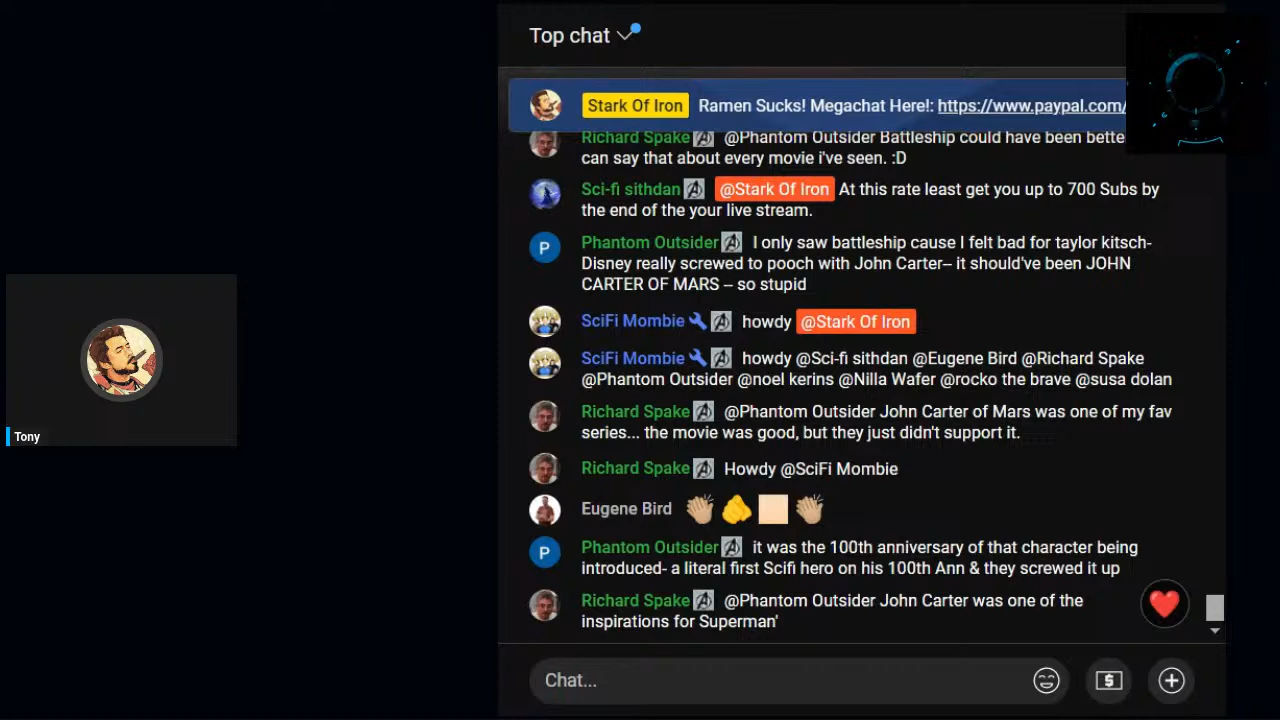 Top chat
Stark Of Iron Ramen Sucks! Megachat Here!: https://www.paypal.com/
Richard Spake @Phantom Outsider Battleship could have been bette
can say that about every movie i've seen. :D
Sci-fi sithdan @Stark Of Iron At this rate least get you up to 700 Subs by
the end of the your live stream.
P
Phantom Outsider I only saw battleship cause I felt bad for taylor kitsch-
Disney really screwed to pooch with John Carter-- it should've been JOHN
CARTER OF MARS -- so stupid
SciFi Mombie howdy @Stark Of Iron
SciFi Mombie howdy @Sci-fi sithdan @Eugene Bird @Richard Spake
@Phantom Outsider @noel kerins @Nilla Wafer @rocko the brave @susa dolan
Richard Spake @Phantom Outsider John Carter of Mars was one of my fav
series... the movie was good, but they just didn't support it.
Tony
Richard Spake Howdy @SciFi Mombie
Eugene Bird
P
Phantom Outsider it was the 100th anniversary of that character being
introduced- a literal first Scifi hero on his 100th Ann & they screwed it up
Richard Spake @Phantom Outsider John Carter was one of the
inspirations for Superman'
Chat...